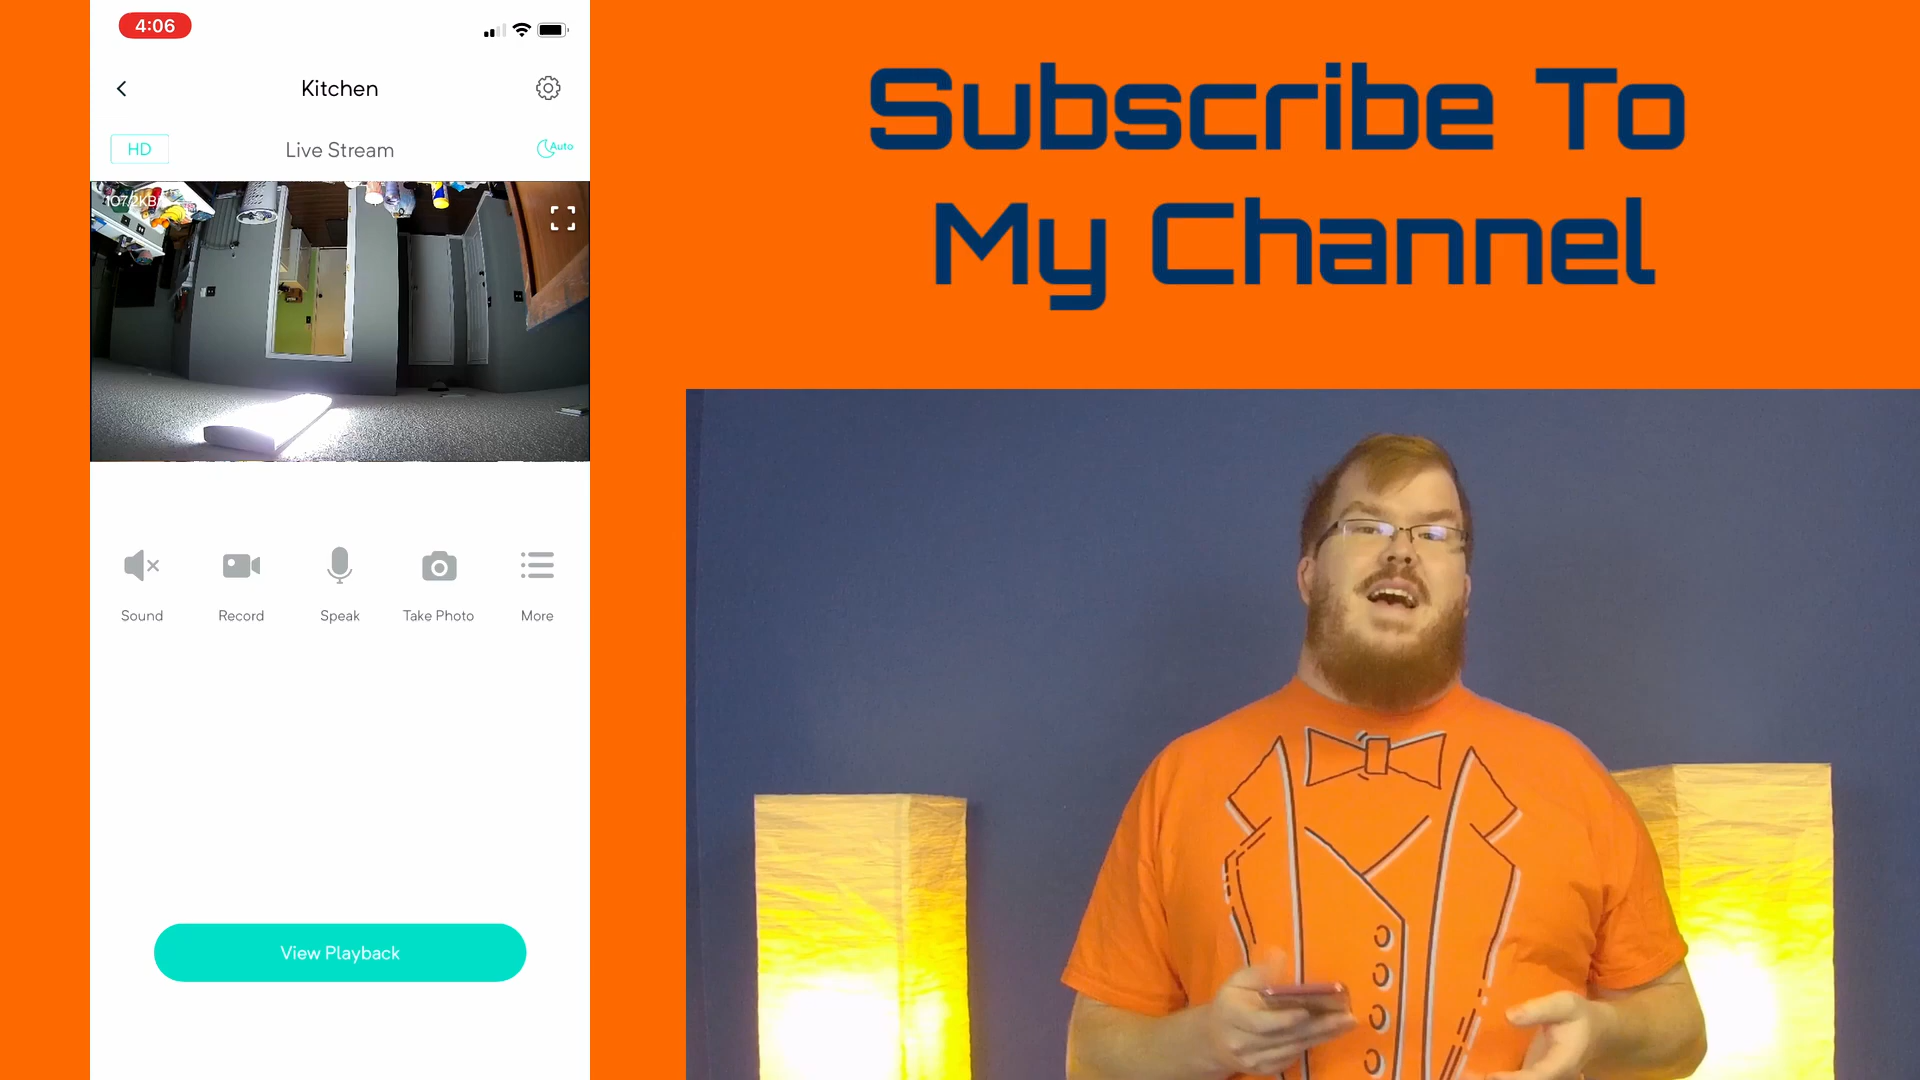 4:06
Kitchen
HD
Live Stream
Auto
Sound
Record
Speak
Take Photo
More
View Playback
Subscribe To
My Channel